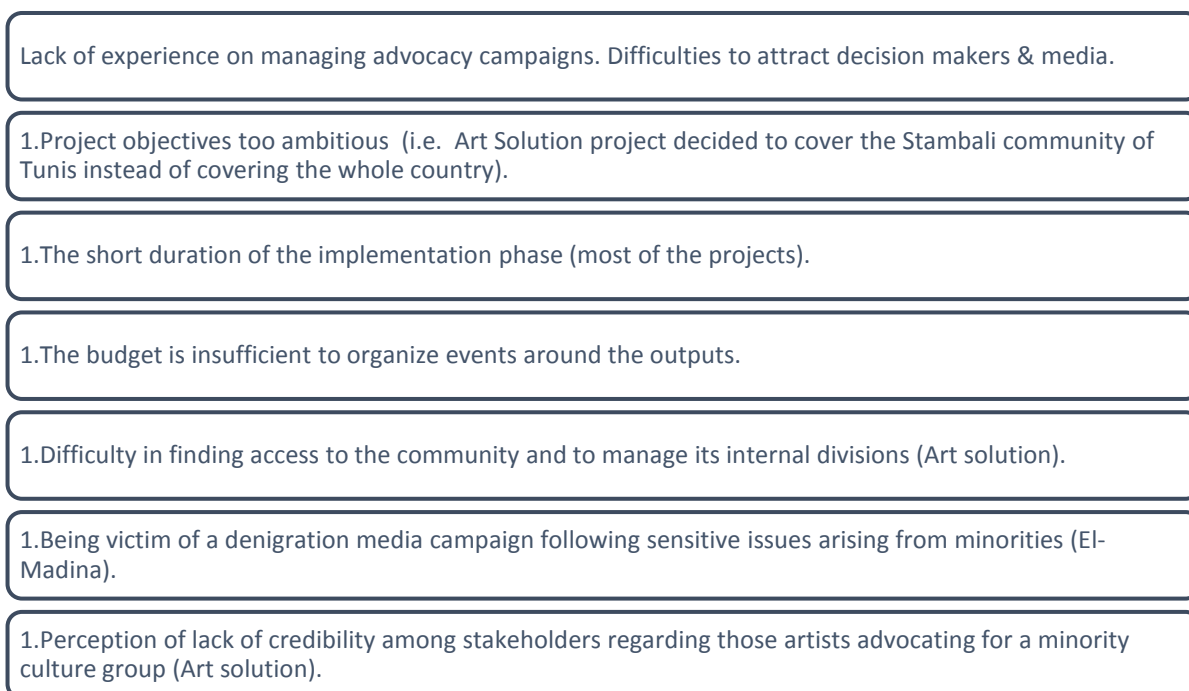 Lack of experience on managing advocacy campaigns. Difficulties to attract decision makers & media.
1.Project objectives too ambitious  (i.e.  Art Solution project decided to cover the Stambali community of
Tunis instead of covering the whole country).
1.The short duration of the implementation phase (most of the projects).
1.The budget is insufficient to organize events around the outputs.
1.Difficulty in finding access to the community and to manage its internal divisions (Art solution).
1.Being victim of a denigration media campaign following sensitive issues arising from minorities (El-
Madina).
1.Perception of lack of credibility among stakeholders regarding those artists advocating for a minority
culture group (Art solution).